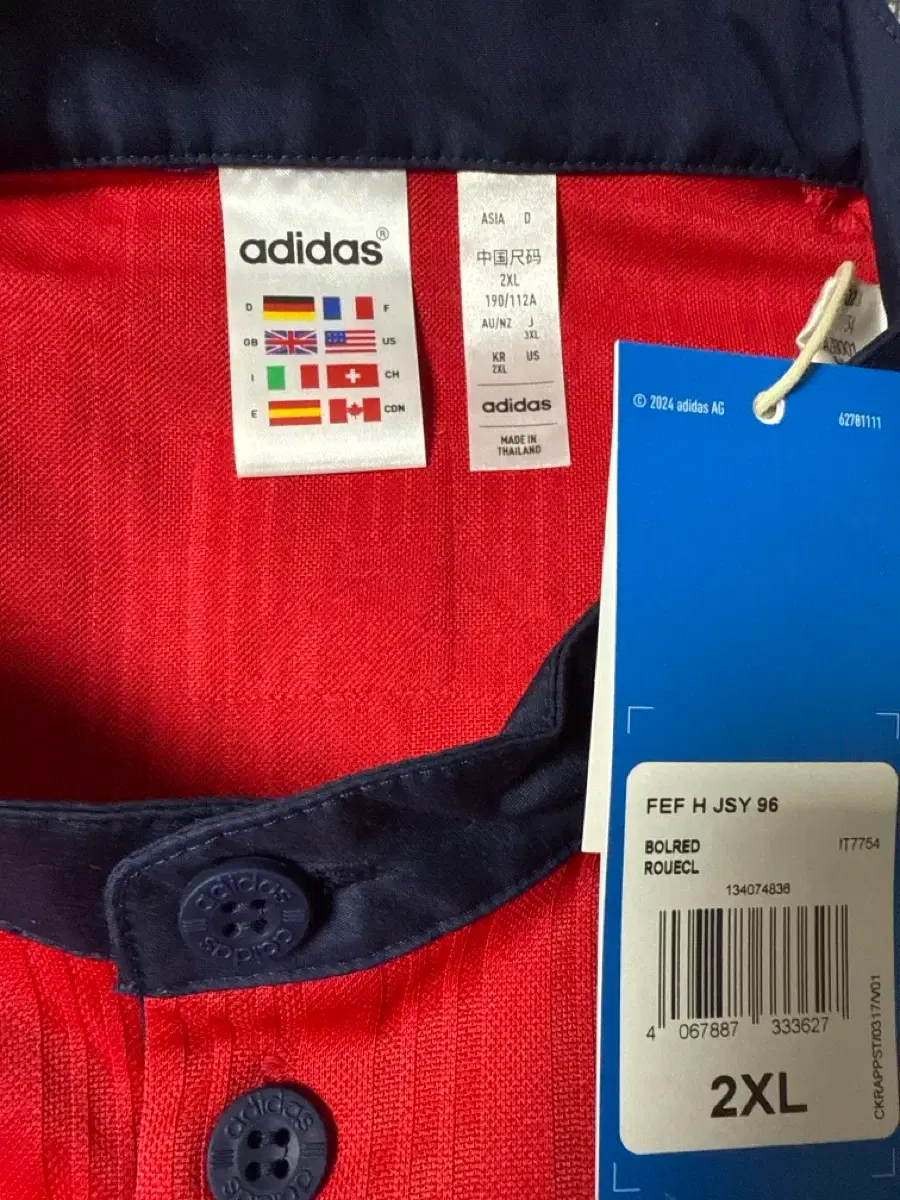 adidas®
D F
GB US
I CH
E CDN
ASIA D
中国尺码
2XL
190/112A
AU/NZ J
3XL
KR US
2XL
adidas
MADE IN
THAILAND
© 2024 adidas AG
62781111
FEF H JSY 96
BOLRED IT7754
ROUECL
134074836
4 067887 333627
2XL
CKRAPPST/0317/V01
adidas
adidas
adidas